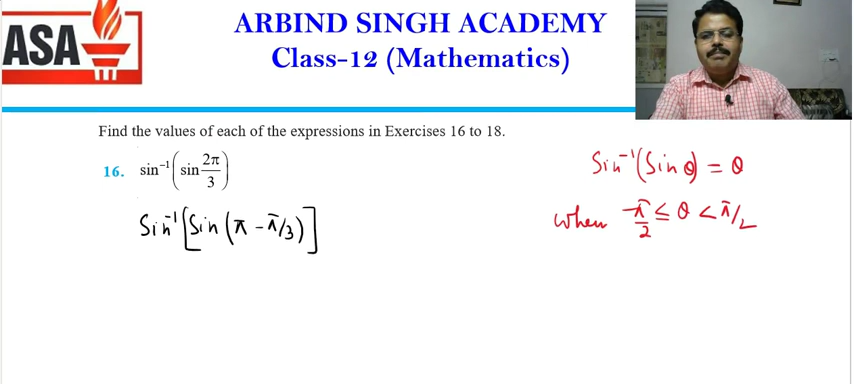 ASA
ARBIND SINGH ACADEMY
Class-12 (Mathematics)
Find the values of each of the expressions in Exercises 16 to 18.
16. sin⁻¹(sin 2π/3)
Sin⁻¹[Sin(π - π/3)]
Sin⁻¹(Sin θ) = θ
when -π/2 ≤ θ < π/2